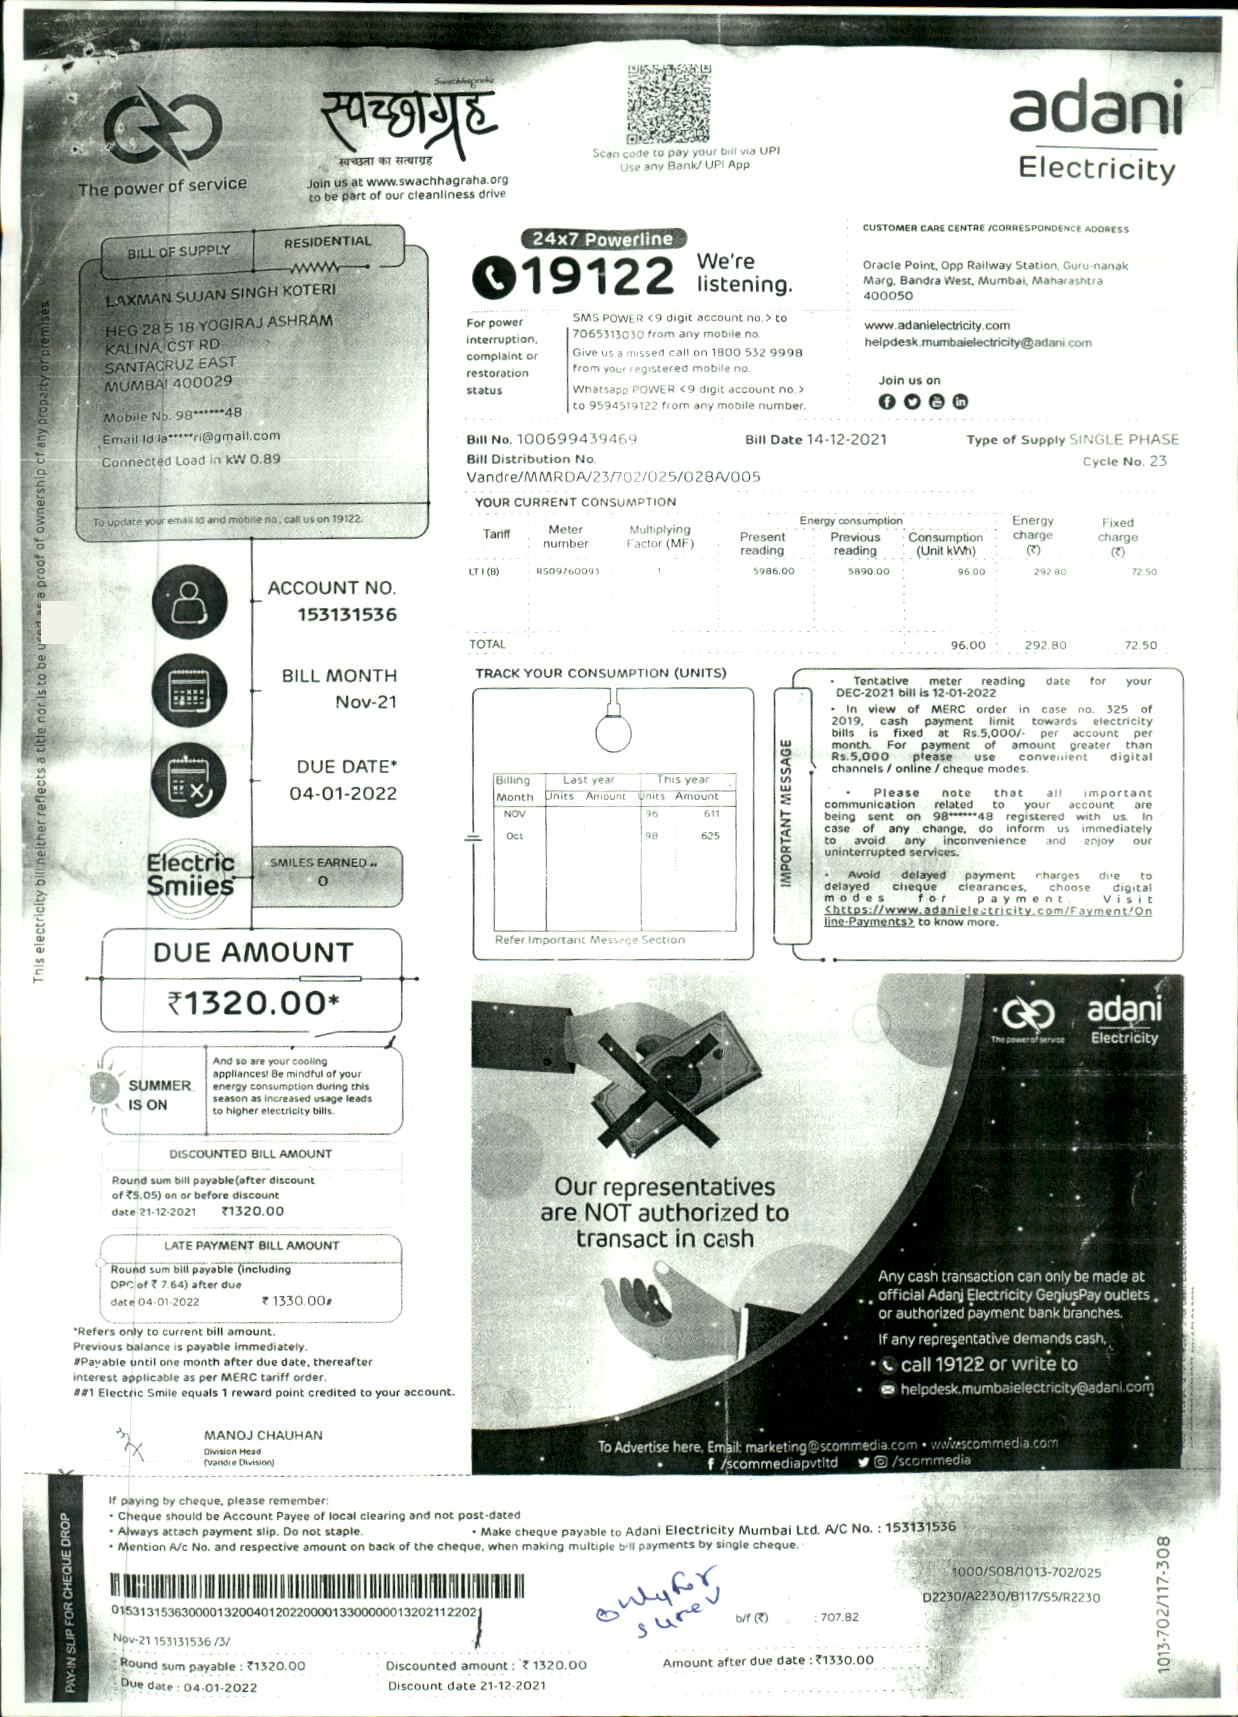 Swachhagraha
स्वच्छाग्रह
स्वच्छता का सत्याग्रह
Join us at www.swachhagraha.org
to be part of our cleanliness drive
The power of service
Scan code to pay your bill via UPI
Use any Bank/ UPI App
adani
Electricity
BILL OF SUPPLY
RESIDENTIAL
LAXMAN SUJAN SINGH KOTERI
HEG 28 5 18 YOGIRAJ ASHRAM
KALINA, CST RD
SANTACRUZ EAST
MUMBAI 400029
Mobile No. 98******48
Email Id la*****ri@gmail.com
Connected Load in kW 0.89
To update your email Id and mobile no., call us on 19122.
24x7 Powerline
19122
We're
listening.
For power
interruption,
complaint or
restoration
status
SMS POWER <9 digit account no.> to
7065313030 from any mobile no.
Give us a missed call on 1800 532 9998
from your registered mobile no.
Whatsapp POWER <9 digit account no.>
to 9594519122 from any mobile number.
CUSTOMER CARE CENTRE /CORRESPONDENCE ADDRESS
Oracle Point, Opp Railway Station, Guru-nanak
Marg, Bandra West, Mumbai, Maharashtra
400050
www.adanielectricity.com
helpdesk.mumbaielectricity@adani.com
Join us on
Bill No. 100699439469 Bill Date 14-12-2021 Type of Supply SINGLE PHASE
Bill Distribution No. Cycle No. 23
Vandre/MMRDA/23/702/025/028A/005
YOUR CURRENT CONSUMPTION
Tariff Meter number Multiplying Factor (MF) Energy consumption Present reading Previous reading Consumption (Unit kWh) Energy charge (₹) Fixed charge (₹)
LT I (B) RS09760093 1 5986.00 5890.00 96.00 292.80 72.50
TOTAL 96.00 292.80 72.50
This electricity bill neither reflects a title nor is to be used as a proof of ownership of any property or premises.
ACCOUNT NO.
153131536
BILL MONTH
Nov-21
DUE DATE*
04-01-2022
Electric
Smiles
SMILES EARNED
0
DUE AMOUNT
₹1320.00*
TRACK YOUR CONSUMPTION (UNITS)
Billing Last year This year
Month Units Amount Units Amount
NOV 96 611
Oct 98 625
Refer Important Message Section
IMPORTANT MESSAGE
• Tentative meter reading date for your
DEC-2021 bill is 12-01-2022
• In view of MERC order in case no. 325 of
2019, cash payment limit towards electricity
bills is fixed at Rs.5,000/- per account per
month. For payment of amount greater than
Rs.5,000 please use convenient digital
channels / online / cheque modes.
• Please note that all important
communication related to your account are
being sent on 98******48 registered with us. In
case of any change, do inform us immediately
to avoid any inconvenience and enjoy our
uninterrupted services.
• Avoid delayed payment charges due to
delayed cheque clearances, choose digital
modes for payment. Visit
<https://www.adanielectricity.com/Payment/On
line-Payments> to know more.
SUMMER
IS ON
And so are your cooling
appliances! Be mindful of your
energy consumption during this
season as increased usage leads
to higher electricity bills.
DISCOUNTED BILL AMOUNT
Round sum bill payable(after discount
of ₹5.05) on or before discount
date 21-12-2021 ₹1320.00
LATE PAYMENT BILL AMOUNT
Round sum bill payable (including
DPC of ₹ 7.64) after due
date 04-01-2022 ₹ 1330.00#
*Refers only to current bill amount.
Previous balance is payable immediately.
#Payable until one month after due date, thereafter
interest applicable as per MERC tariff order.
##1 Electric Smile equals 1 reward point credited to your account.
MANOJ CHAUHAN
Division Head
(Vandre Division)
adani
Electricity
The power of service
Our representatives
are NOT authorized to
transact in cash
Any cash transaction can only be made at
official Adani Electricity GeniusPay outlets
or authorized payment bank branches.
If any representative demands cash,
call 19122 or write to
helpdesk.mumbaielectricity@adani.com
To Advertise here, Email: marketing@scommedia.com • www.scommedia.com
/scommediapvtltd /scommedia
PAY-IN SLIP FOR CHEQUE DROP
If paying by cheque, please remember:
• Cheque should be Account Payee of local clearing and not post-dated
• Always attach payment slip. Do not staple. • Make cheque payable to Adani Electricity Mumbai Ltd. A/C No. : 153131536
• Mention A/c No. and respective amount on back of the cheque, when making multiple bill payments by single cheque.
1000/S08/1013-702/025
D2230/A2230/B117/S5/R2230
only for
b/f (₹) : 707.82
Nov-21 153131536 /3/
Round sum payable : ₹1320.00 Discounted amount : ₹ 1320.00 Amount after due date : ₹1330.00
Due date : 04-01-2022 Discount date 21-12-2021
1013-702/117-308